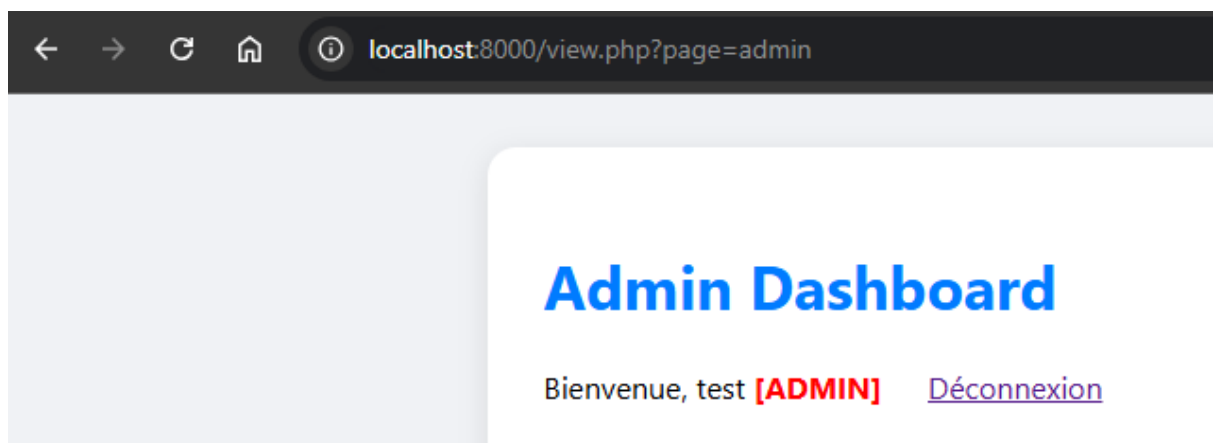 localhost:8000/view.php?page=admin
Admin Dashboard
Bienvenue, test [ADMIN] Déconnexion